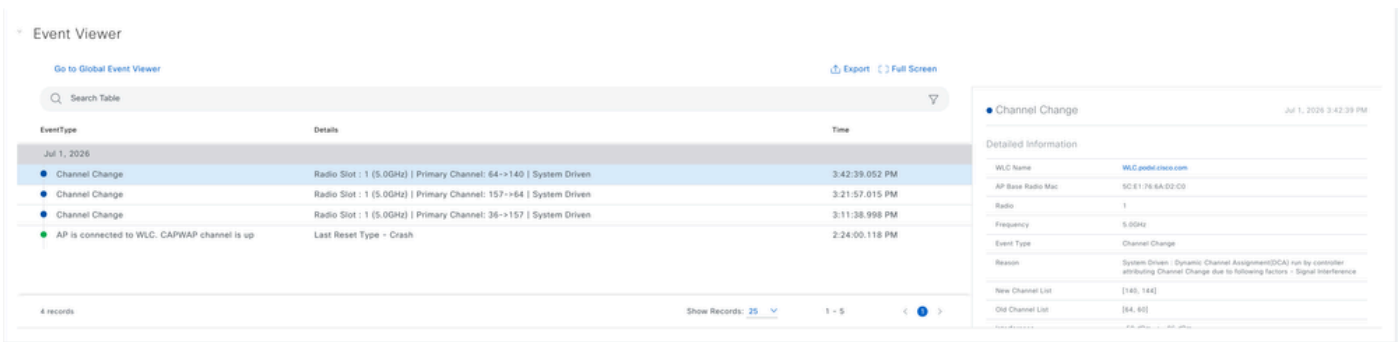 Event Viewer
Go to Global Event Viewer
Export Full Screen
Search Table
EventType Details Time
Jul 1, 2026
Channel Change Radio Slot : 1 (5.0GHz) | Primary Channel: 64->140 | System Driven 3:42:39.052 PM
Channel Change Radio Slot : 1 (5.0GHz) | Primary Channel: 157->64 | System Driven 3:21:57.015 PM
Channel Change Radio Slot : 1 (5.0GHz) | Primary Channel: 36->157 | System Driven 3:11:38.998 PM
AP is connected to WLC. CAPWAP channel is up Last Reset Type - Crash 2:24:00.118 PM
4 records Show Records: 25 1 - 5 < 1 >
Channel Change Jul 1, 2026 3:42:39 PM
Detailed Information
WLC Name WLC.podxl.cisco.com
AP Base Radio Mac 5C:E1:76:6A:D2:C0
Radio 1
Frequency 5.0GHz
Event Type Channel Change
Reason System Driven : Dynamic Channel Assignment(DCA) run by controller
attributing Channel Change due to following factors - Signal Interference
New Channel List [140, 144]
Old Channel List [64, 60]